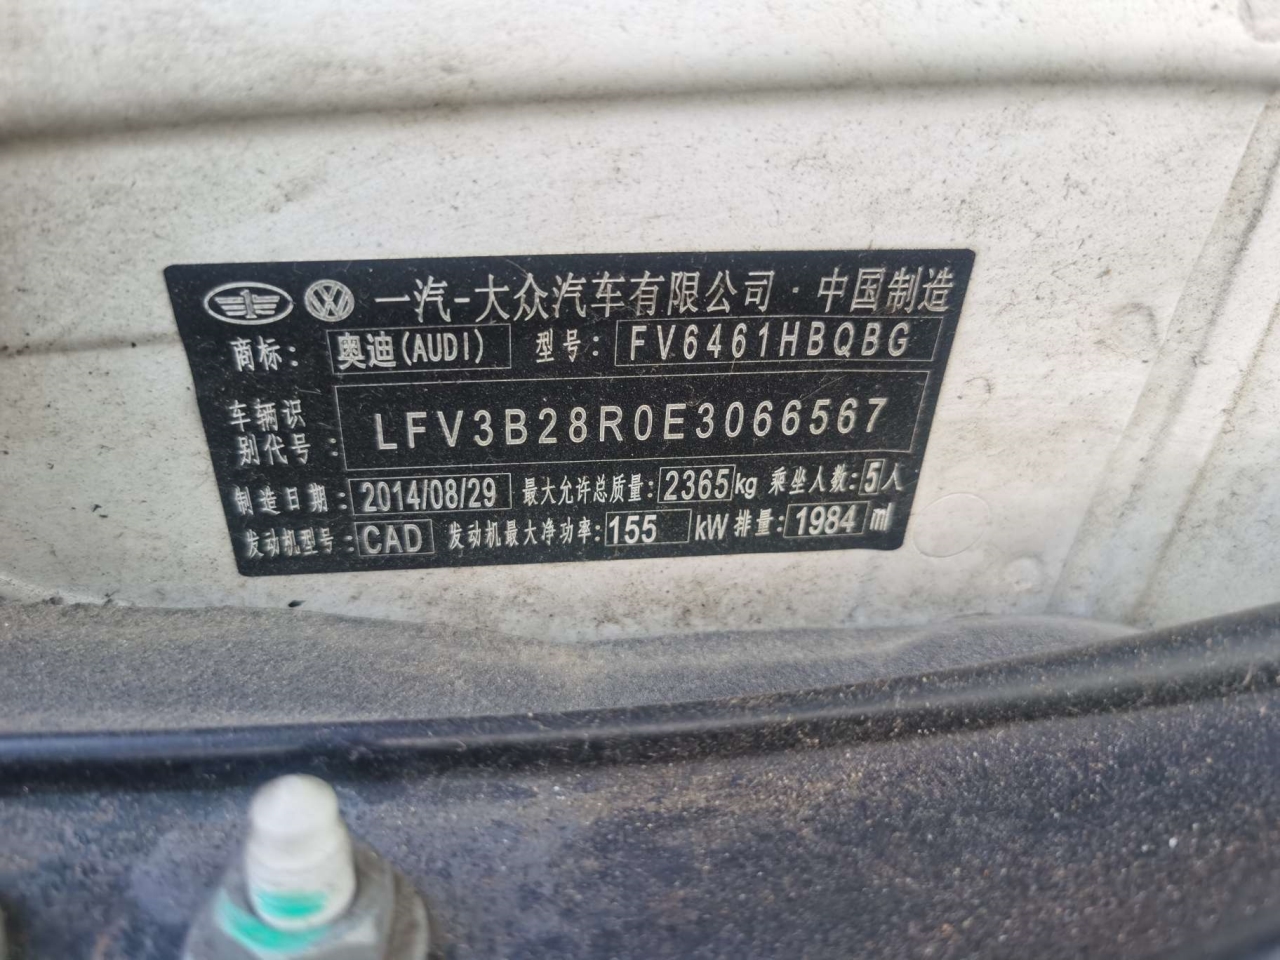 一汽-大众汽车有限公司·中国制造
商标: 奥迪(AUDI) 型号: FV6461HBQBG
车辆识别代号: LFV3B28R0E3066567
制造日期: 2014/08/29 最大允许总质量: 2365kg 乘坐人数: 5人
发动机型号: CAD 发动机最大净功率: 155 kW 排量: 1984 ml